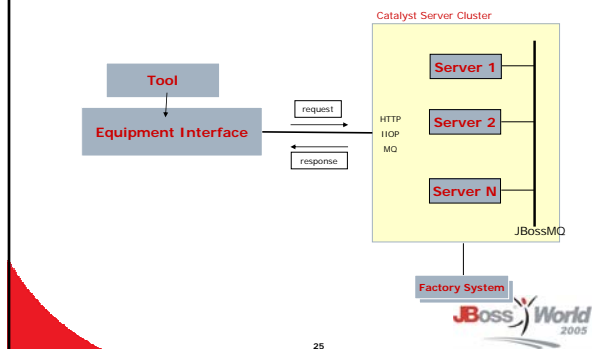 Catalyst Server Cluster
Tool
Equipment Interface
request
response
HTTP
IIOP
MQ
Server 1
Server 2
Server N
JBossMQ
Factory System
JBoss World
2005
25